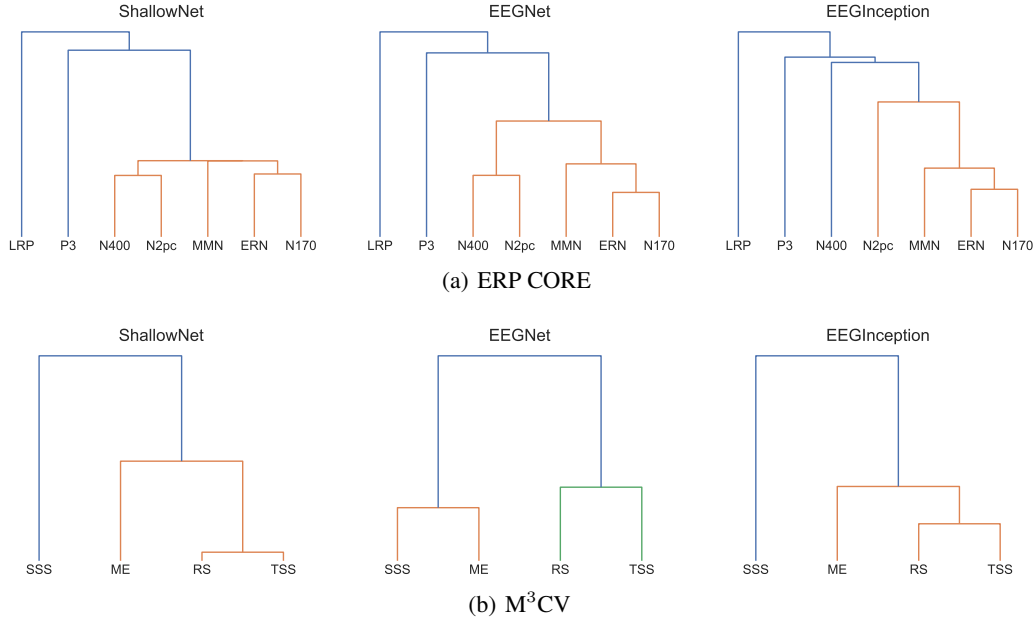 ShallowNet EEGNet EEGInception
LRP P3 N400 N2pc MMN ERN N170 LRP P3 N400 N2pc MMN ERN N170 LRP P3 N400 N2pc MMN ERN N170
(a) ERP CORE
ShallowNet EEGNet EEGInception
SSS ME RS TSS SSS ME RS TSS SSS ME RS TSS
(b) M³CV